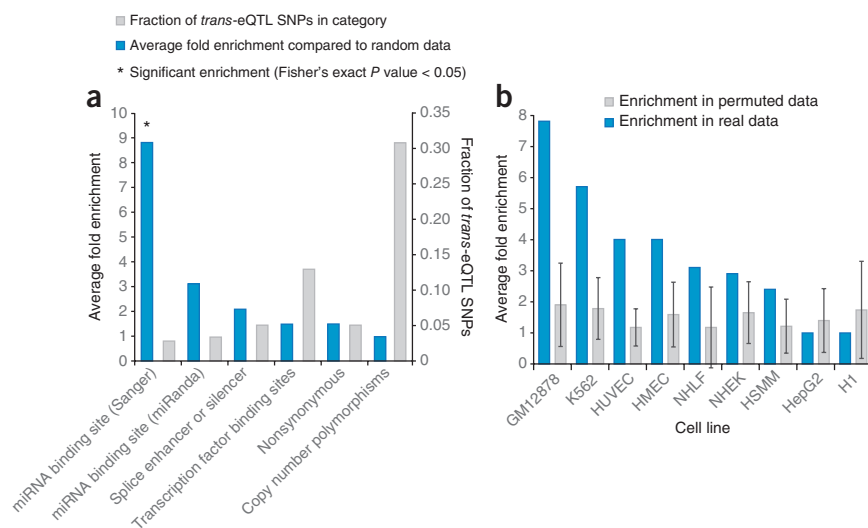 Fraction of trans-eQTL SNPs in category
Average fold enrichment compared to random data
* Significant enrichment (Fisher's exact P value < 0.05)
a
10
9
8
7
6
5
4
3
2
1
0
Average fold enrichment
*
0.35
0.30
0.25
0.20
0.15
0.10
0.05
0
Fraction of trans-eQTL SNPs
miRNA binding site (Sanger)
miRNA binding site (miRanda)
Splice enhancer or silencer
Transcription factor binding sites
Nonsynonymous
Copy number polymorphisms
b
Enrichment in permuted data
Enrichment in real data
8
7
6
5
4
3
2
1
0
Average fold enrichment
GM12878
K562
HUVEC
HMEC
NHLF
NHEK
HSMM
HepG2
H1
Cell line